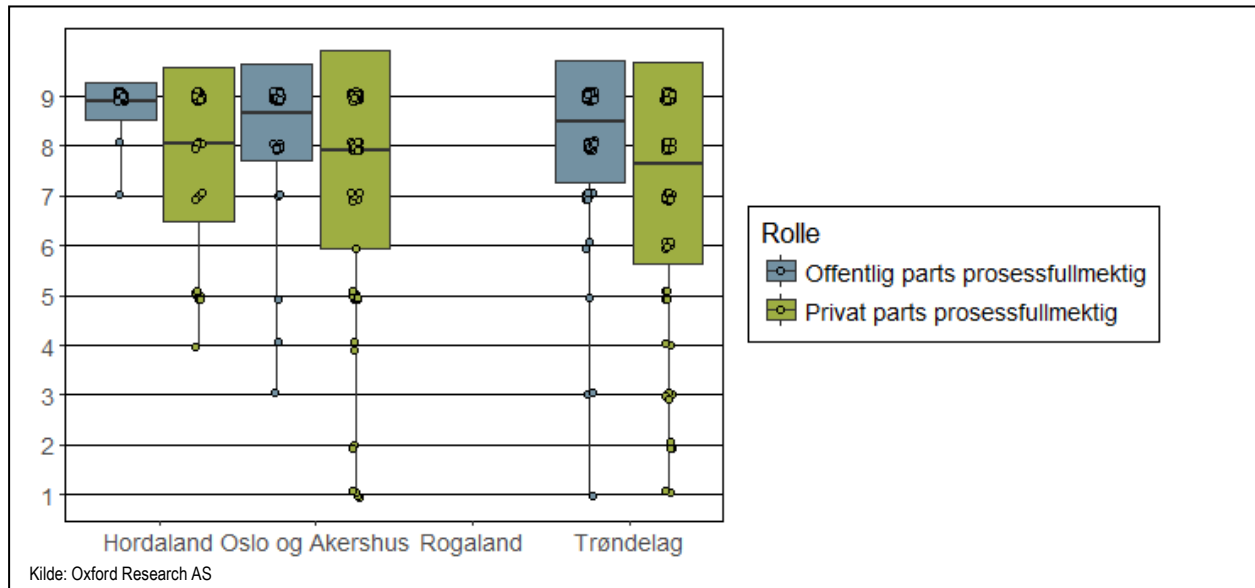 9
8
7
6
5
4
3
2
1
Hordaland Oslo og Akershus Rogaland Trøndelag
Rolle
Offentlig parts prosessfullmektig
Privat parts prosessfullmektig
Kilde: Oxford Research AS